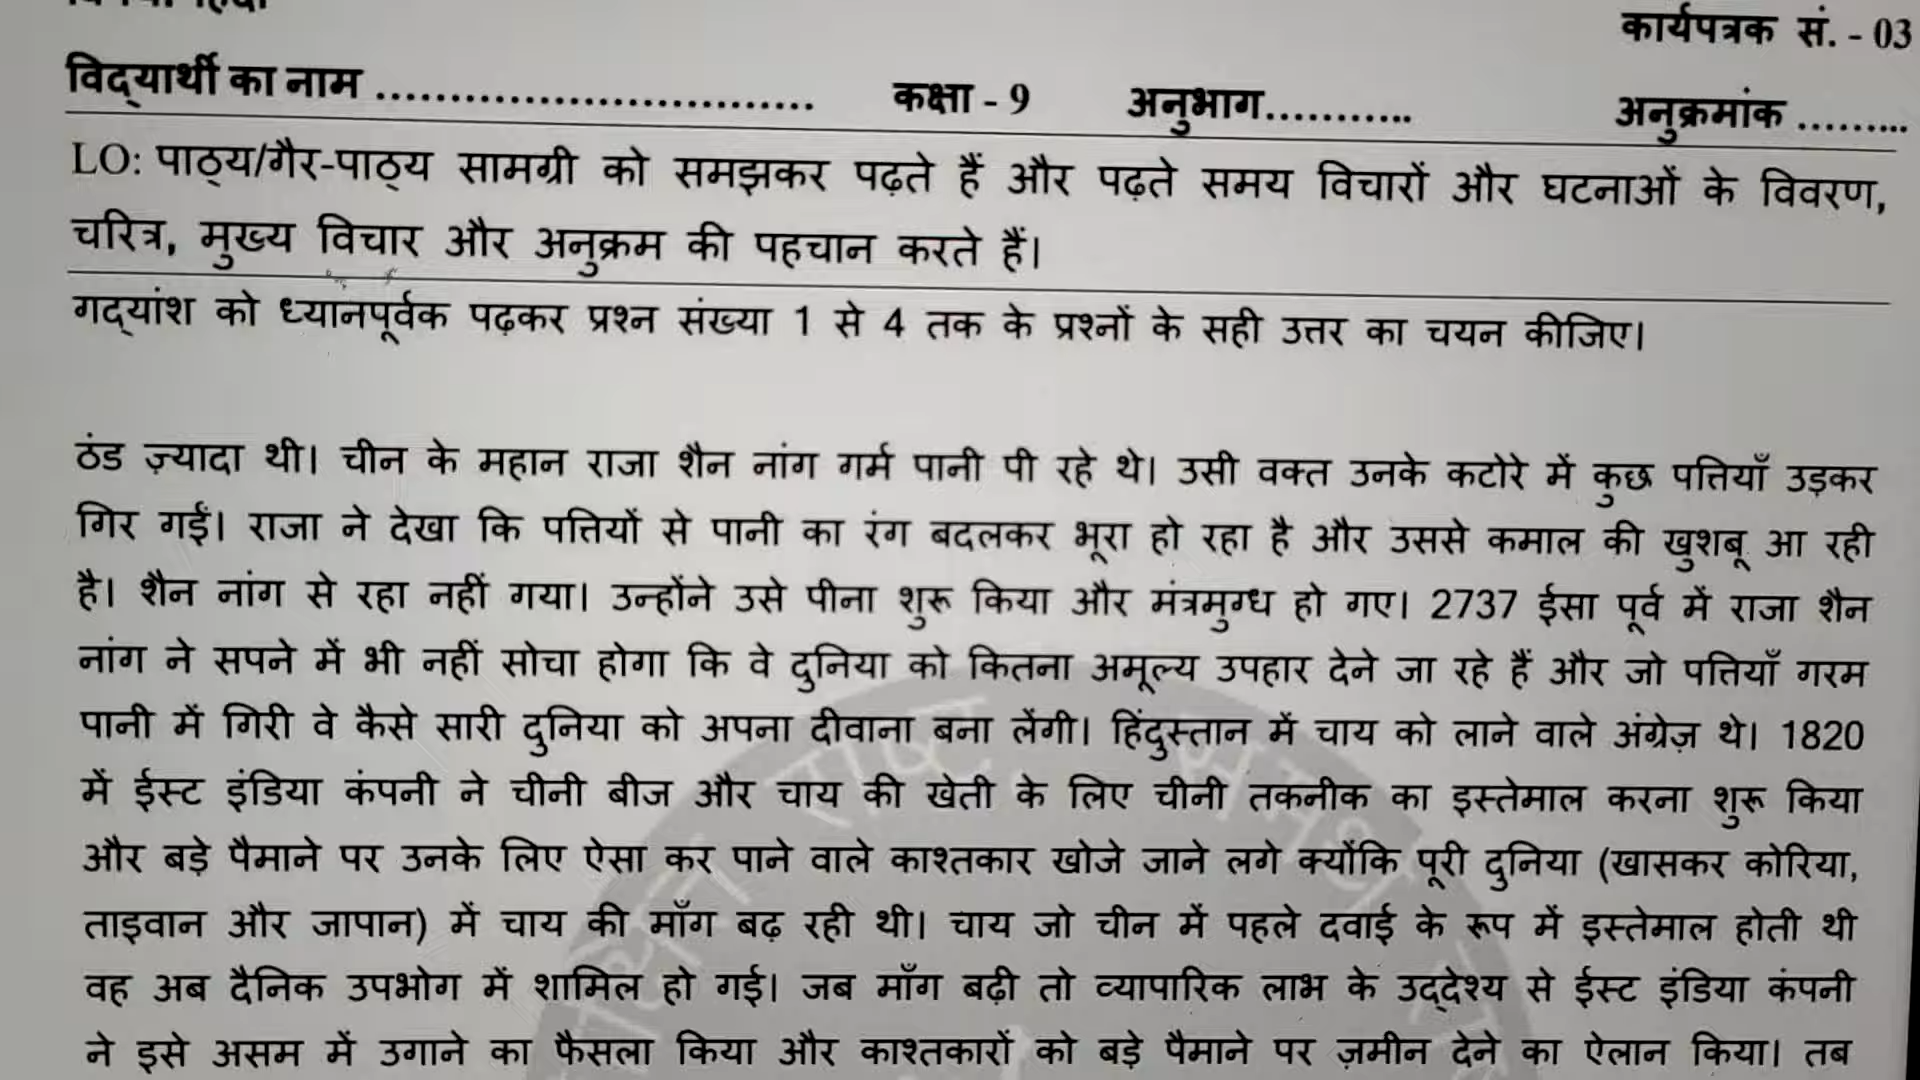 कार्यपत्रक सं. - 03
विद्यार्थी का नाम .............................. कक्षा - 9 अनुभाग........... अनुक्रमांक .........
LO: पाठ्य/गैर-पाठ्य सामग्री को समझकर पढ़ते हैं और पढ़ते समय विचारों और घटनाओं के विवरण,
चरित्र, मुख्य विचार और अनुक्रम की पहचान करते हैं।
गद्यांश को ध्यानपूर्वक पढ़कर प्रश्न संख्या 1 से 4 तक के प्रश्नों के सही उत्तर का चयन कीजिए।
ठंड ज़्यादा थी। चीन के महान राजा शैन नांग गर्म पानी पी रहे थे। उसी वक्त उनके कटोरे में कुछ पत्तियाँ उड़कर
गिर गईं। राजा ने देखा कि पत्तियों से पानी का रंग बदलकर भूरा हो रहा है और उससे कमाल की खुशबू आ रही
है। शैन नांग से रहा नहीं गया। उन्होंने उसे पीना शुरू किया और मंत्रमुग्ध हो गए। 2737 ईसा पूर्व में राजा शैन
नांग ने सपने में भी नहीं सोचा होगा कि वे दुनिया को कितना अमूल्य उपहार देने जा रहे हैं और जो पत्तियाँ गरम
पानी में गिरी वे कैसे सारी दुनिया को अपना दीवाना बना लेंगी। हिंदुस्तान में चाय को लाने वाले अंग्रेज़ थे। 1820
में ईस्ट इंडिया कंपनी ने चीनी बीज और चाय की खेती के लिए चीनी तकनीक का इस्तेमाल करना शुरू किया
और बड़े पैमाने पर उनके लिए ऐसा कर पाने वाले काश्तकार खोजे जाने लगे क्योंकि पूरी दुनिया (खासकर कोरिया,
ताइवान और जापान) में चाय की माँग बढ़ रही थी। चाय जो चीन में पहले दवाई के रूप में इस्तेमाल होती थी
वह अब दैनिक उपभोग में शामिल हो गई। जब माँग बढ़ी तो व्यापारिक लाभ के उद्देश्य से ईस्ट इंडिया कंपनी
ने इसे असम में उगाने का फैसला किया और काश्तकारों को बड़े पैमाने पर ज़मीन देने का ऐलान किया। तब